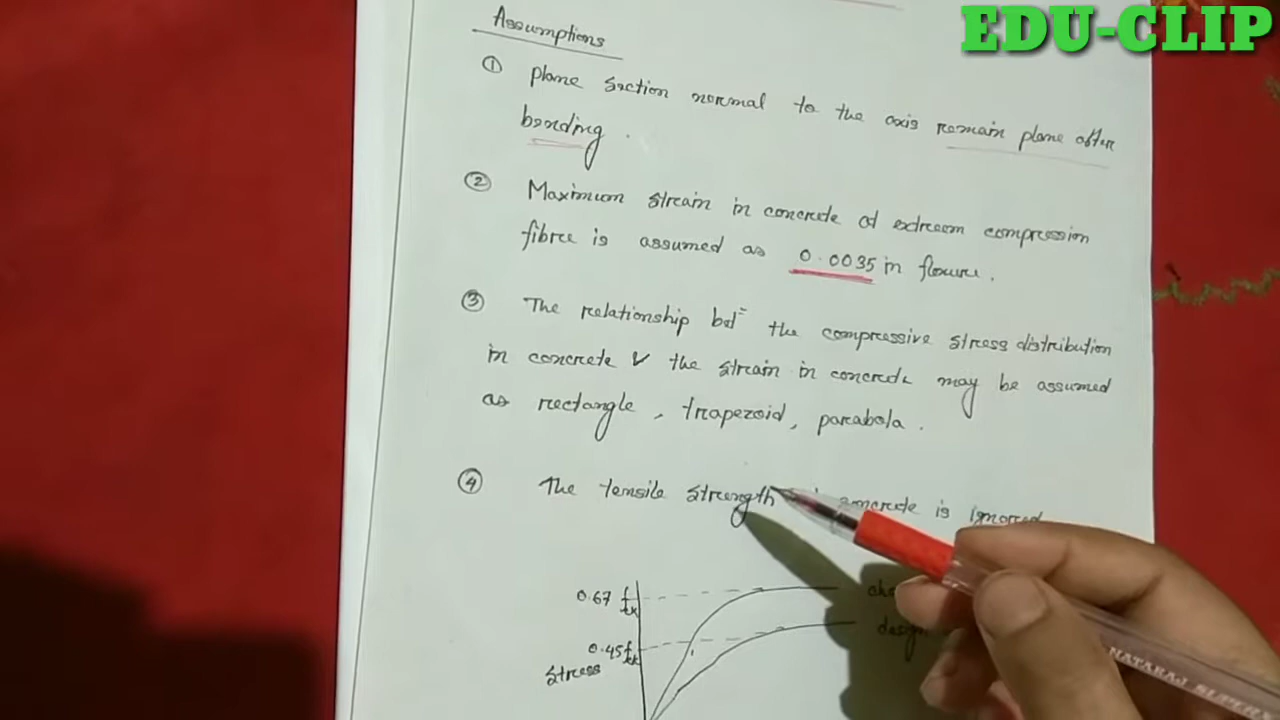 EDU-CLIP
Assumptions
① Plane section normal to the axis remain plane after
bending.
② Maximum strain in concrete at extream compression
fibre is assumed as 0.0035 in flexure.
③ The relationship betⁿ the compressive stress distribution
in concrete & the strain in concrete may be assumed
as rectangle, trapezoid, parabola.
④ The tensile strength concrete is ignored
0.67 fck
0.45 fck
Stress
NATARAJ